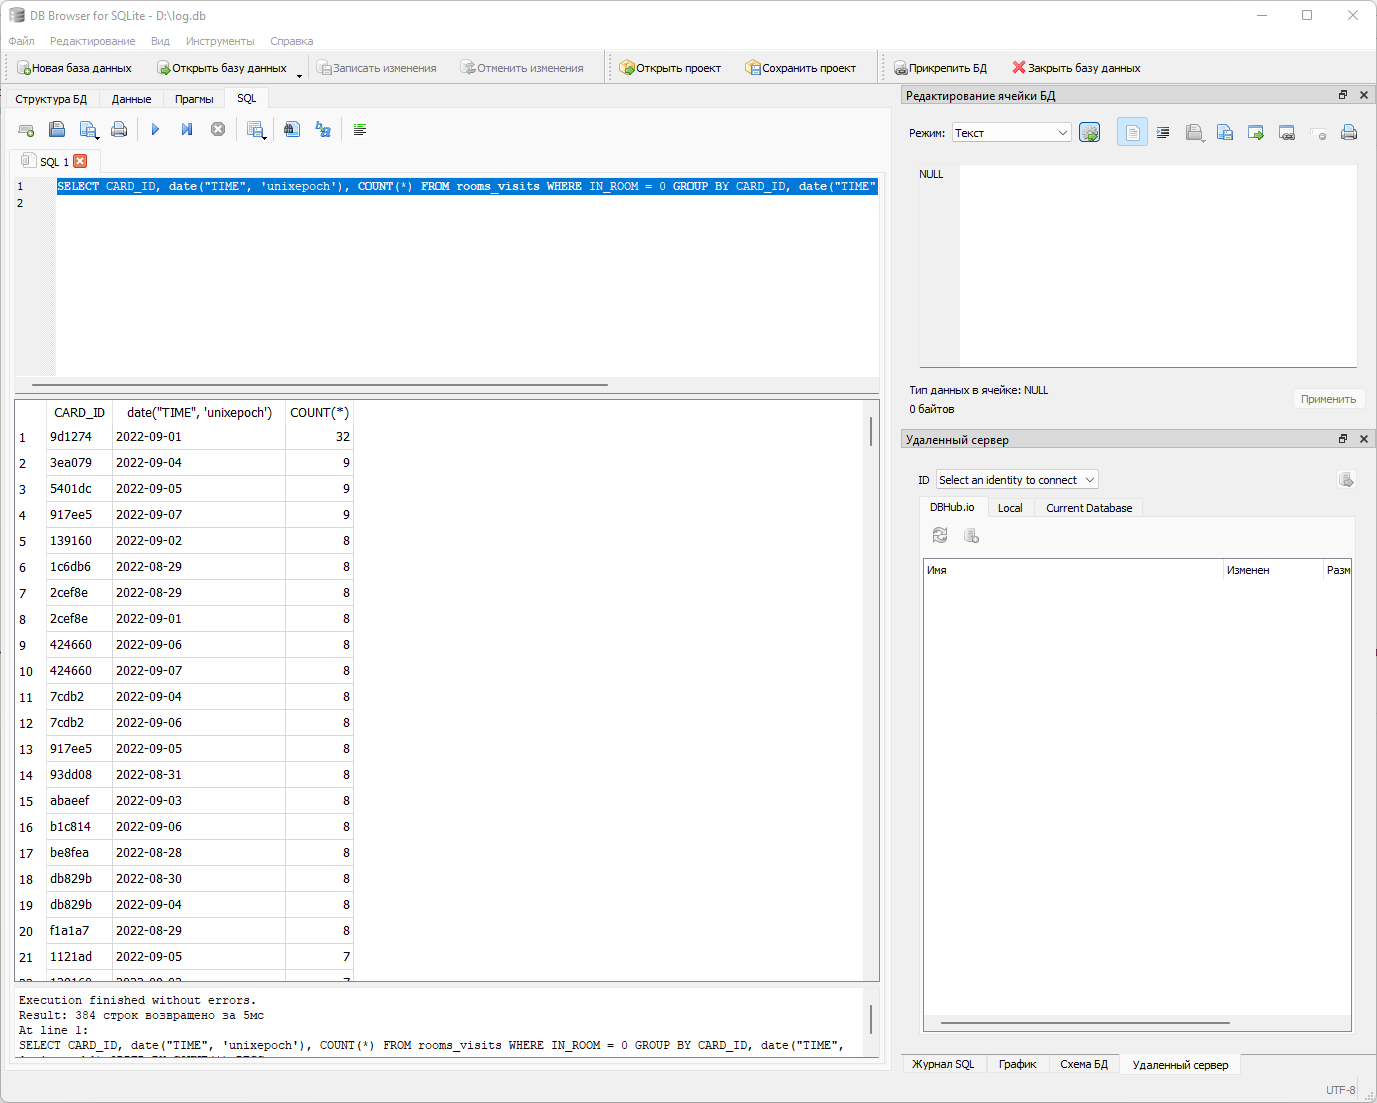 DB Browser for SQLite - D:\log.db
Файл Редактирование Вид Инструменты Справка
Новая база данных Открыть базу данных Записать изменения Отменить изменения Открыть проект Сохранить проект Прикрепить БД Закрыть базу данных
Структура БД Данные Прагмы SQL
SQL 1
1 SELECT CARD_ID, date("TIME", 'unixepoch'), COUNT(*) FROM rooms_visits WHERE IN_ROOM = 0 GROUP BY CARD_ID, date("TIME"
2
CARD_ID date("TIME", 'unixepoch') COUNT(*)
1 9d1274 2022-09-01 32
2 3ea079 2022-09-04 9
3 5401dc 2022-09-05 9
4 917ee5 2022-09-07 9
5 139160 2022-09-02 8
6 1c6db6 2022-08-29 8
7 2cef8e 2022-08-29 8
8 2cef8e 2022-09-01 8
9 424660 2022-09-06 8
10 424660 2022-09-07 8
11 7cdb2 2022-09-04 8
12 7cdb2 2022-09-06 8
13 917ee5 2022-09-05 8
14 93dd08 2022-08-31 8
15 abaeef 2022-09-03 8
16 b1c814 2022-09-06 8
17 be8fea 2022-08-28 8
18 db829b 2022-08-30 8
19 db829b 2022-09-04 8
20 f1a1a7 2022-08-29 8
21 1121ad 2022-09-05 7
Execution finished without errors.
Result: 384 строк возвращено за 5мс
At line 1:
SELECT CARD_ID, date("TIME", 'unixepoch'), COUNT(*) FROM rooms_visits WHERE IN_ROOM = 0 GROUP BY CARD_ID, date("TIME",
Редактирование ячейки БД
Режим: Текст
NULL
Тип данных в ячейке: NULL
0 байтов
Применить
Удаленный сервер
ID Select an identity to connect
DBHub.io Local Current Database
Имя Изменен Разм
Журнал SQL График Схема БД Удаленный сервер
UTF-8